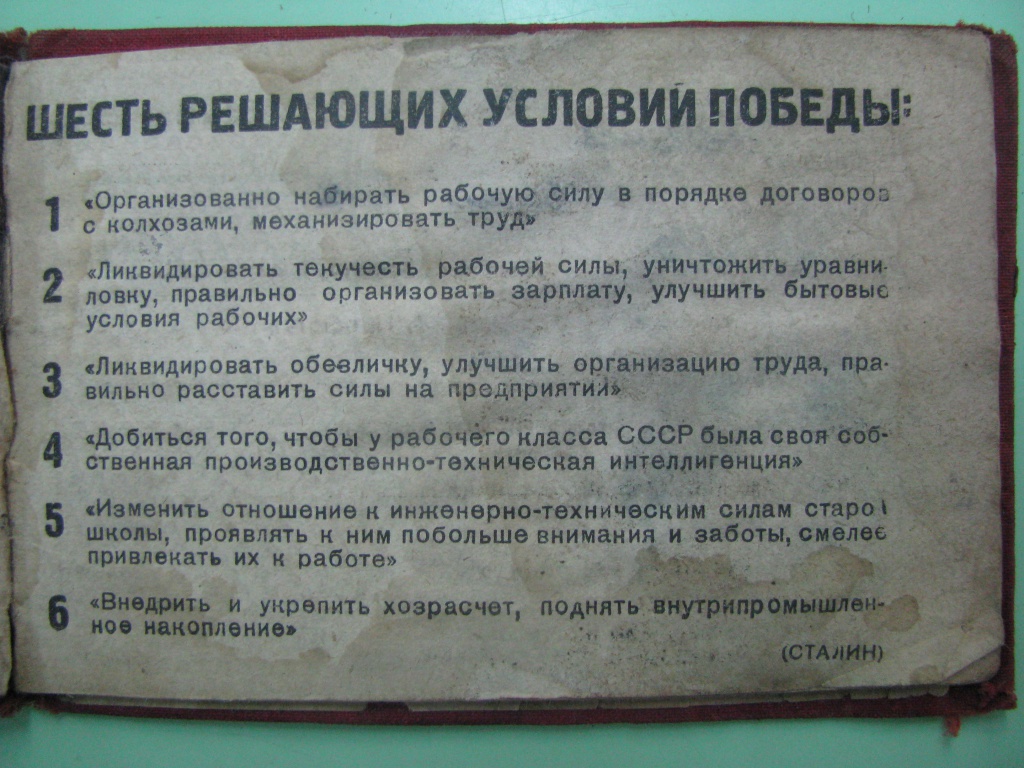 ШЕСТЬ РЕШАЮЩИХ УСЛОВИЙ ПОБЕДЫ:
1 «Организованно набирать рабочую силу в порядке договоров
с колхозами, механизировать труд»
2 «Ликвидировать текучесть рабочей силы, уничтожить уравни-
ловку, правильно организовать зарплату, улучшить бытовые
условия рабочих»
3 «Ликвидировать обезличку, улучшить организацию труда, пра-
вильно расставить силы на предприятии»
4 «Добиться того, чтобы у рабочего класса СССР была своя соб-
ственная производственно-техническая интеллигенция»
5 «Изменить отношение к инженерно-техническим силам старой
школы, проявлять к ним побольше внимания и заботы, смелее
привлекать их к работе»
6 «Внедрить и укрепить хозрасчет, поднять внутрипромышлен-
ное накопление»
(СТАЛИН)